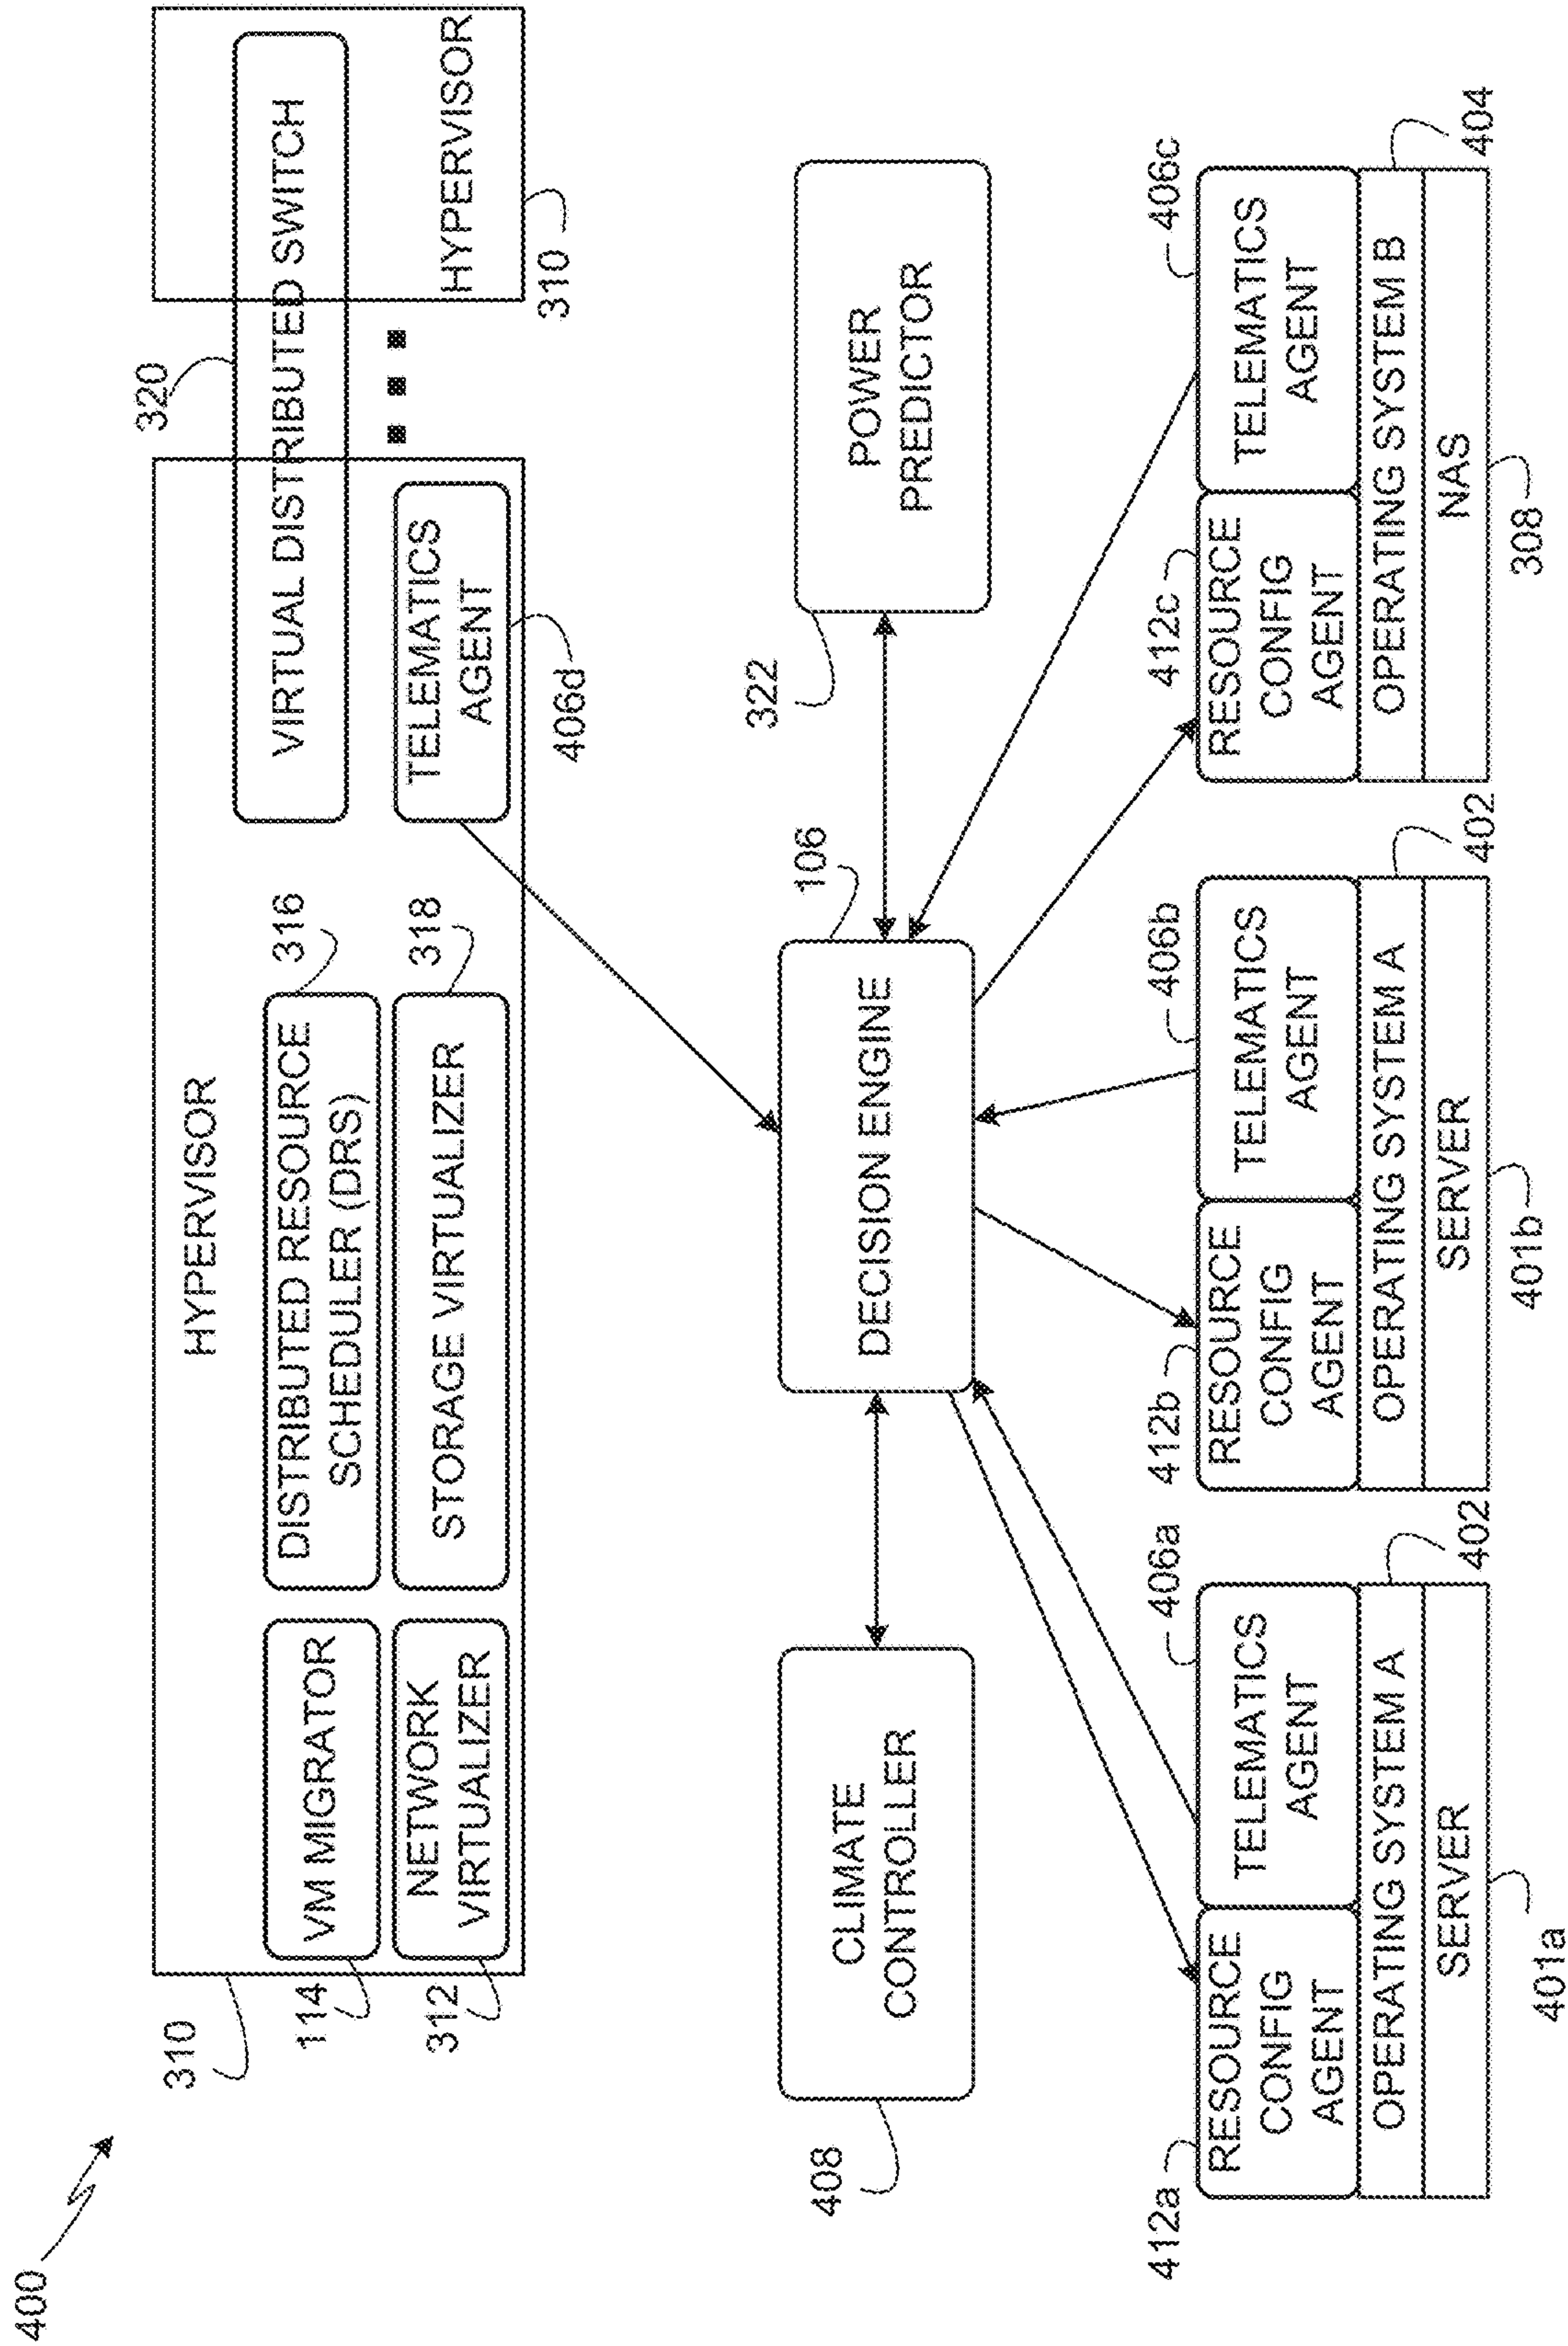 400
310
HYPERVISOR
320
114
VM MIGRATOR
316
DISTRIBUTED RESOURCE
SCHEDULER (DRS)
VIRTUAL DISTRIBUTED SWITCH
312
NETWORK
VIRTUALIZER
318
STORAGE VIRTUALIZER
TELEMATICS
AGENT
406d
HYPERVISOR
310
408
CLIMATE
CONTROLLER
106
DECISION ENGINE
322
POWER
PREDICTOR
412a
RESOURCE
CONFIG
AGENT
406a
TELEMATICS
AGENT
OPERATING SYSTEM A
402
SERVER
401a
412b
RESOURCE
CONFIG
AGENT
406b
TELEMATICS
AGENT
OPERATING SYSTEM A
402
SERVER
401b
412c
RESOURCE
CONFIG
AGENT
406c
TELEMATICS
AGENT
OPERATING SYSTEM B
404
NAS
308